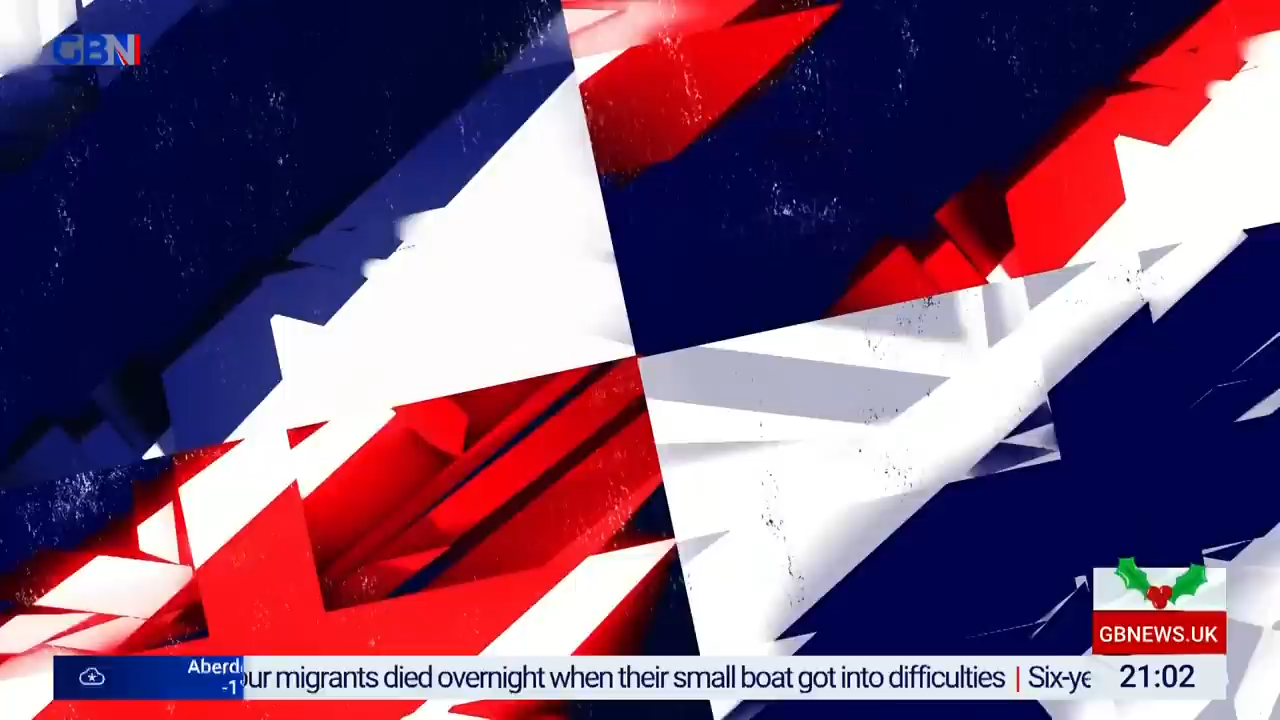 GBN
GBNEWS.UK
Aberd
-1
our migrants died overnight when their small boat got into difficulties | Six-ye
21:02